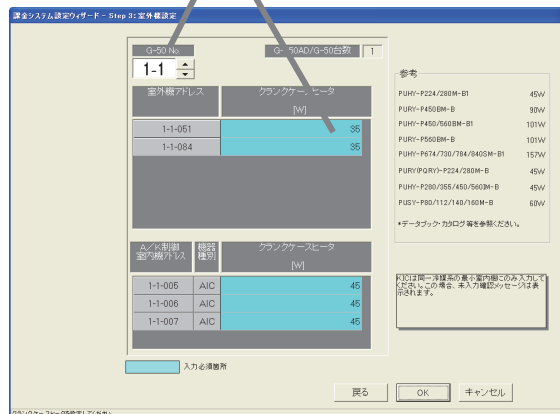 課金システム設定ウィザード - Step 3: 室外機設定
G-50 No.
G-50AD/G-50台数 1
1-1
室外機アドレス
クランクケースヒータ
[W]
1-1-051 35
1-1-084 35
A/K制御
室内機アドレス
機器
種別
クランクケースヒータ
[W]
1-1-005 AIC 45
1-1-006 AIC 45
1-1-007 AIC 45
入力必須箇所
参考
PUHY-P224/280M-B1 45W
PURY-P450BM-B 90W
PUHY-P450/560BM-B1 101W
PURY-P560BM-B 101W
PUHY-P674/730/784/840SM-B1 157W
PURY(PQRY)-P224/280M-B 45W
PUHY-P280/355/450/560DM-B 45W
PUSY-P80/112/140/160M-B 60W
*データブック・カタログ等を参照ください。
KICは同一冷媒系の最小室内機にのみ入力して
ください。この場合、未入力確認メッセージは表
示されます。
戻る
OK
キャンセル